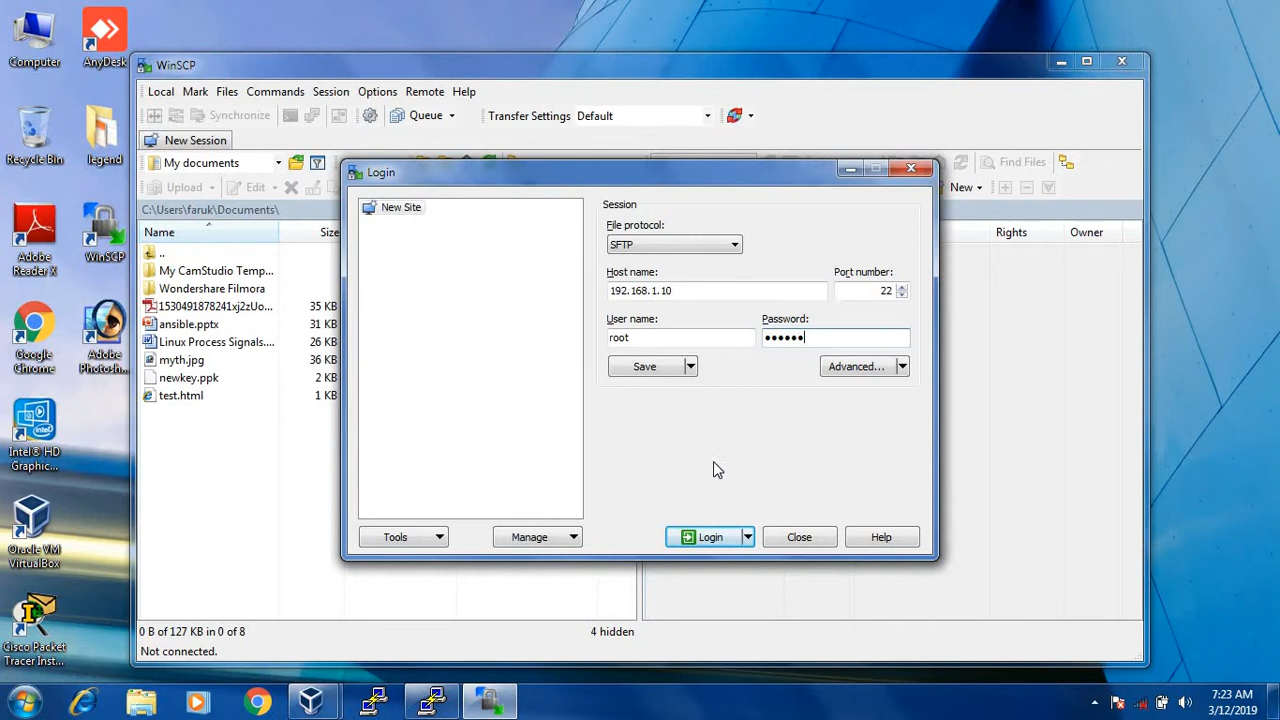 Computer
AnyDesk
Recycle Bin
legend
Adobe Reader X
WinSCP
Google Chrome
Adobe Photosh...
Intel® HD Graphic...
Oracle VM VirtualBox
Cisco Packet Tracer Inst...
WinSCP
Local Mark Files Commands Session Options Remote Help
Synchronize Queue Transfer Settings Default
New Session
My documents Find Files
Upload Edit New
C:\Users\faruk\Documents\
Name Size Rights Owner
..
My CamStudio Temp...
Wondershare Filmora
1530491878241xj2zUo... 35 KB
ansible.pptx 31 KB
Linux Process Signals.... 26 KB
myth.jpg 36 KB
newkey.ppk 2 KB
test.html 1 KB
Login
New Site
Session
File protocol:
SFTP
Host name: Port number:
192.168.1.10 22
User name: Password:
root ••••••
Save Advanced...
Tools Manage Login Close Help
0 B of 127 KB in 0 of 8 4 hidden
Not connected.
7:23 AM
3/12/2019